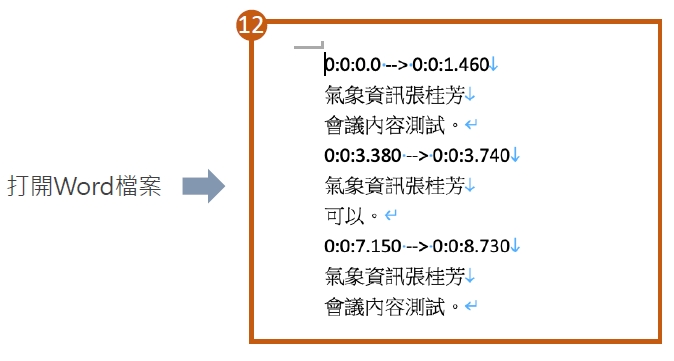 12
0:0:0.0 --> 0:0:1.460↓
氣象資訊張桂芳↓
會議內容測試。↵
0:0:3.380 --> 0:0:3.740↓
氣象資訊張桂芳↓
可以。↵
0:0:7.150 --> 0:0:8.730↓
氣象資訊張桂芳↓
會議內容測試。↵
打開Word檔案